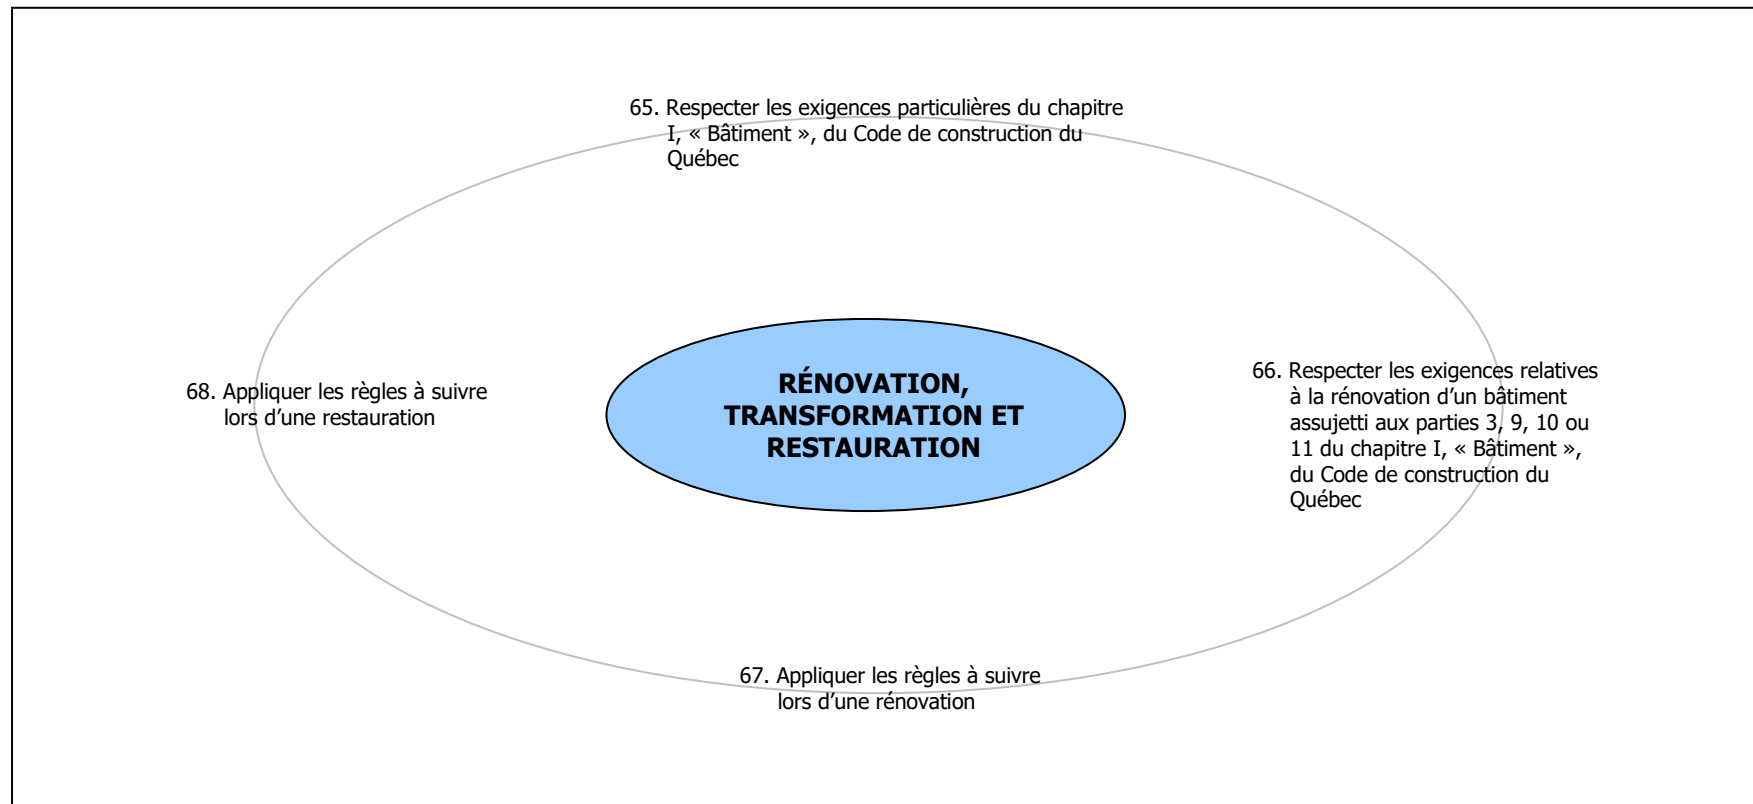 65. Respecter les exigences particulières du chapitre
I, « Bâtiment », du Code de construction du
Québec
66. Respecter les exigences relatives
à la rénovation d’un bâtiment
assujetti aux parties 3, 9, 10 ou
11 du chapitre I, « Bâtiment »,
du Code de construction du
Québec
RÉNOVATION,
TRANSFORMATION ET
RESTAURATION
68. Appliquer les règles à suivre
lors d’une restauration
67. Appliquer les règles à suivre
lors d’une rénovation